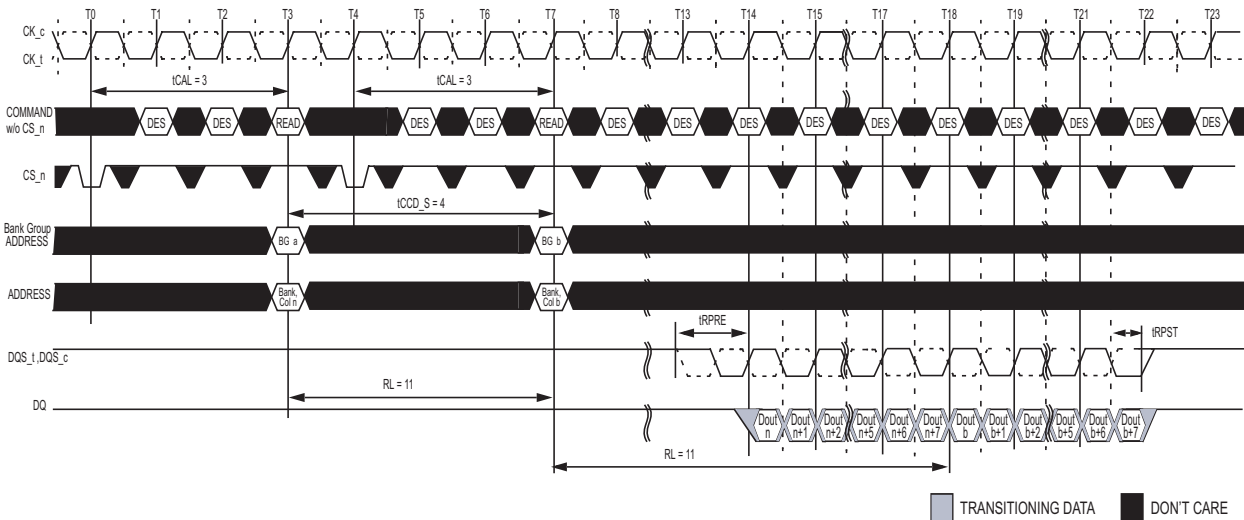 T0 T1 T2 T3 T4 T5 T6 T7 T8 T13 T14 T15 T17 T18 T19 T21 T22 T23
CK_c
CK_t
tCAL = 3 tCAL = 3
COMMAND
w/o CS_n
DES DES READ DES DES READ DES DES DES DES DES DES DES DES DES DES
CS_n
tCCD_S = 4
Bank Group
ADDRESS
BG a BG b
ADDRESS
Bank, Bank,
Col n Col b
tRPRE tRPST
DQS_t ,DQS_c
RL = 11
DQ
Dout Dout Dout Dout Dout Dout Dout Dout Dout Dout Dout Dout
n n+1 n+2 n+5 n+6 n+7 b b+1 b+2 b+5 b+6 b+7
RL = 11
TRANSITIONING DATA DON'T CARE